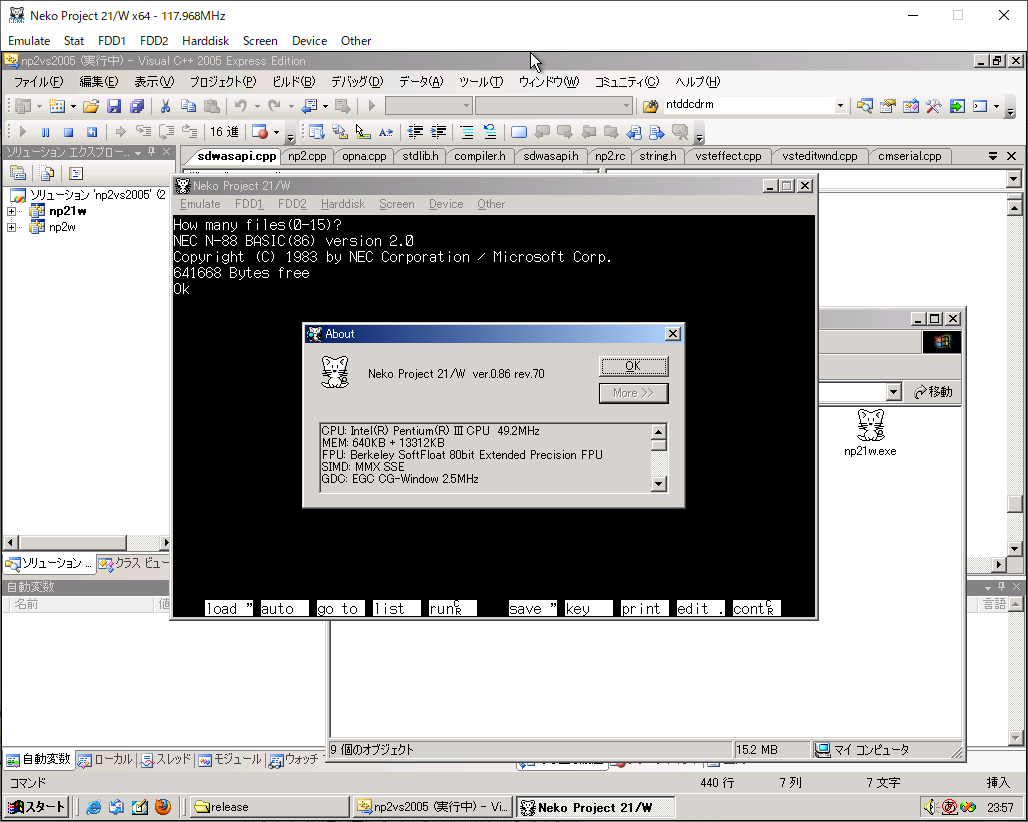 Neko Project 21/W x64 - 117.968MHz
Emulate Stat FDD1 FDD2 Harddisk Screen Device Other
np2vs2005 (実行中) - Visual C++ 2005 Express Edition
ファイル(F) 編集(E) 表示(V) プロジェクト(P) ビルド(B) デバッグ(D) データ(A) ツール(T) ウィンドウ(W) コミュニティ(C) ヘルプ(H)
ntddcdrm
16 進
ソリューション エクスプロー...
sdwasapi.cpp np2.cpp opna.cpp stdlib.h compiler.h sdwasapi.h np2.rc string.h vsteffect.cpp vsteditwnd.cpp cmserial.cpp
ソリューション 'np2vs2005' (2
np21w
np2w
Neko Project 21/W
Emulate FDD1 FDD2 Harddisk Screen Device Other
How many files(0-15)?
NEC N-88 BASIC(86) version 2.0
Copyright (C) 1983 by NEC Corporation / Microsoft Corp.
641668 Bytes free
Ok
About
Neko Project 21/W ver.0.86 rev.70
OK
More >>
CPU: Intel(R) Pentium(R) III CPU 49.2MHz
MEM: 640KB + 13312KB
FPU: Berkeley SoftFloat 80bit Extended Precision FPU
SIMD: MMX SSE
GDC: EGC CG-Window 2.5MHz
移動
np21w.exe
ソリューション ... クラス ビュー
自動変数
名前 値
言語
load " auto go to list run save " key print edit . cont
9 個のオブジェクト 15.2 MB マイ コンピュータ
自動変数 ローカル スレッド モジュール ウォッチ
コマンド 440 行 7 列 7 文字 挿入
スタート release np2vs2005 (実行中) - Vi... Neko Project 21/W 23:57